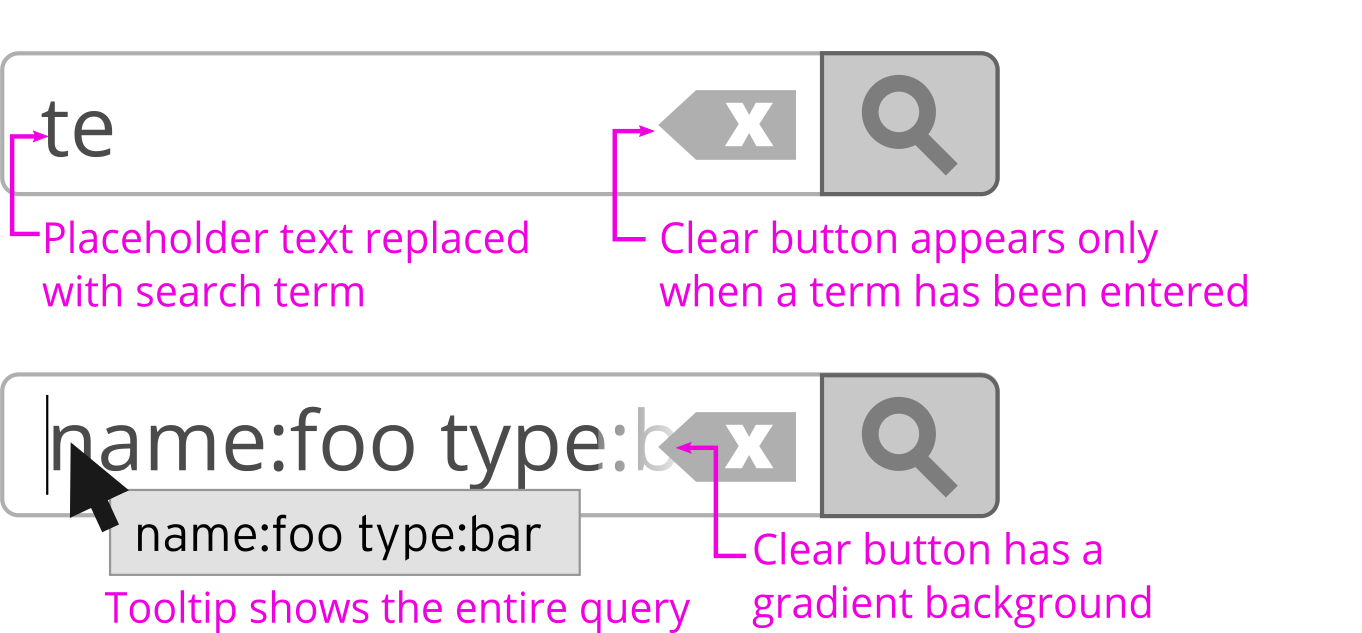 te
X
Placeholder text replaced
with search term
Clear button appears only
when a term has been entered
name:foo type:b
X
name:foo type:bar
Clear button has a
gradient background
Tooltip shows the entire query